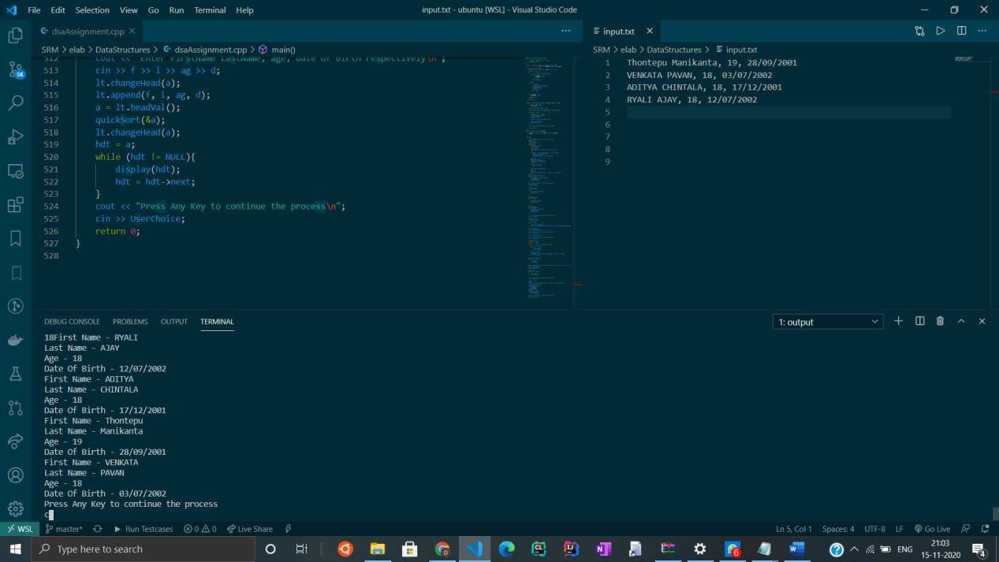 File Edit Selection View Go Run Terminal Help
input.txt - ubuntu [WSL] - Visual Studio Code
dsaAssignment.cpp
SRM > elab > DataStructures > dsaAssignment.cpp > main()
512 cout << "Enter FirstName LastName, age, date of birth respectively\n";
513 cin >> f >> l >> ag >> d;
514 lt.changeHead(a);
515 lt.append(f, l, ag, d);
516 a = lt.headVal();
517 quickSort(&a);
518 lt.changeHead(a);
519 hdt = a;
520 while (hdt != NULL){
521 display(hdt);
522 hdt = hdt->next;
523 }
524 cout << "Press Any Key to continue the process\n";
525 cin >> UserChoice;
526 return 0;
527 }
528
input.txt
SRM > elab > DataStructures > input.txt
1 Thontepu Manikanta, 19, 28/09/2001
2 VENKATA PAVAN, 18, 03/07/2002
3 ADITYA CHINTALA, 18, 17/12/2001
4 RYALI AJAY, 18, 12/07/2002
5
6
7
8
9
DEBUG CONSOLE PROBLEMS OUTPUT TERMINAL
1: output
18First Name - RYALI
Last Name - AJAY
Age - 18
Date Of Birth - 12/07/2002
First Name - ADITYA
Last Name - CHINTALA
Age - 18
Date Of Birth - 17/12/2001
First Name - Thontepu
Last Name - Manikanta
Age - 19
Date Of Birth - 28/09/2001
First Name - VENKATA
Last Name - PAVAN
Age - 18
Date Of Birth - 03/07/2002
Press Any Key to continue the process
c
WSL master* Run Testcases 0 0 Live Share
Ln 5, Col 1 Spaces: 4 UTF-8 LF Go Live
Type here to search
ENG
21:03
15-11-2020
5K
6
4